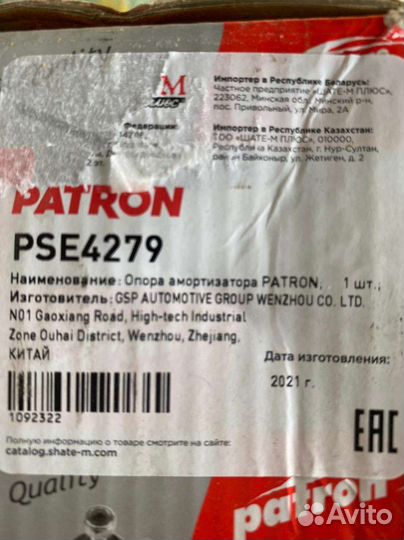 Quality
М
Импортер в Республике Беларусь:
Частное предприятие «ШАТЕ-М ПЛЮС»,
223062, Минская обл., Минский р-н,
пос. Привольный, ул. Мира, 2А
Федерации:
Импортер в Республике Казахстан:
ТОО «ШАТЕ-М ПЛЮС», 010000,
Республика Казахстан, г. Нур-Султан,
район Байконыр, ул. Жетиген, д. 2
2 эт.
PATRON
PSE4279
Наименование: Опора амортизатора PATRON, 1 шт.;
Изготовитель: GSP AUTOMOTIVE GROUP WENZHOU CO. LTD.
N01 Gaoxiang Road, High-tech Industrial
Zone Ouhai District, Wenzhou, Zhejiang,
КИТАЙ
Дата изготовления:
2021 г.
1092322
EAC
Полную информацию о товаре смотрите на сайте:
catalog.shate-m.com
Quality
patron
Avito